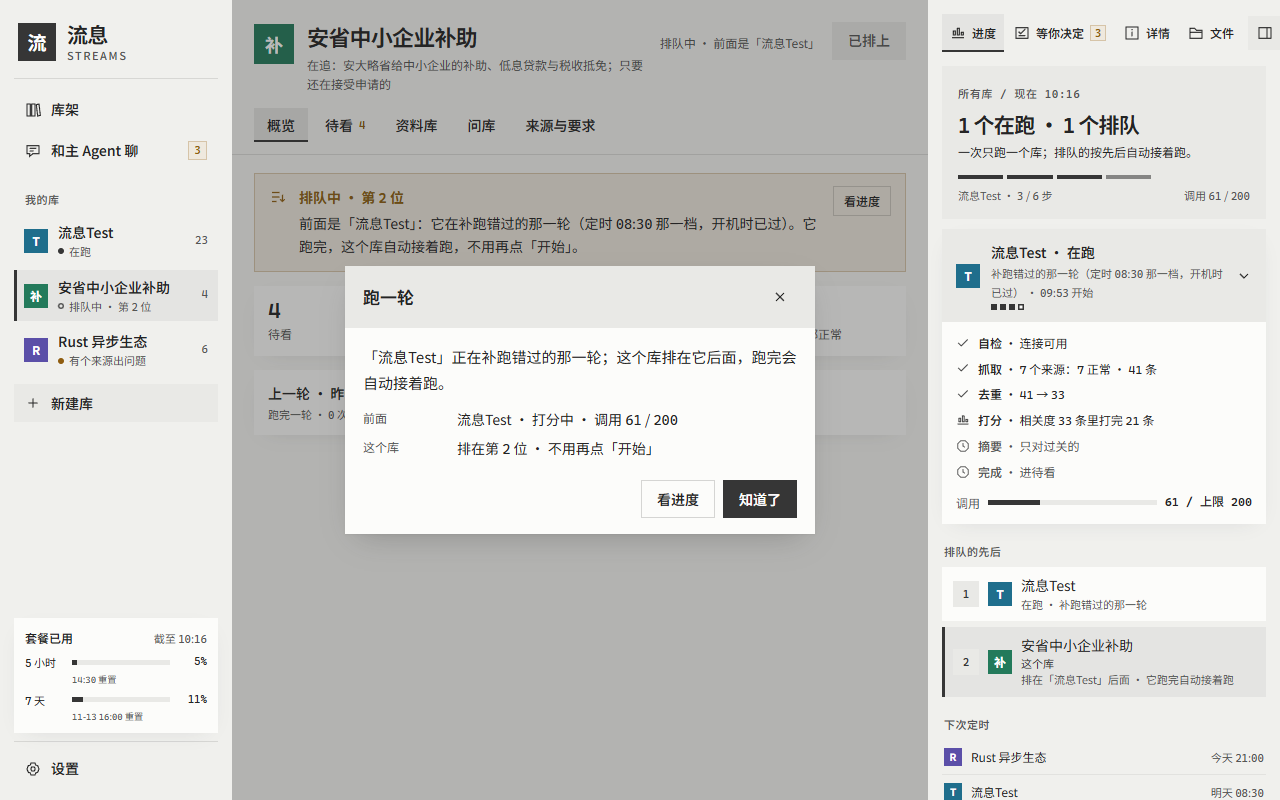 流 流息
STREAMS
库架
和主 Agent 聊 3
我的库
T 流息Test 23
在跑
补 安省中小企业补助 4
排队中 · 第 2 位
R Rust 异步生态 6
有个来源出问题
新建库
套餐已用 截至 10:16
5 小时 5%
14:30 重置
7 天 11%
11-13 16:00 重置
设置
补 安省中小企业补助
在追：安大略省给中小企业的补助、低息贷款与税收抵免；只要
还在接受申请的
排队中 · 前面是「流息Test」 已排上
概览 待看 4 资料库 问库 来源与要求
排队中 · 第 2 位
前面是「流息Test」：它在补跑错过的那一轮（定时 08:30 那一档，开机时已过）。它
跑完，这个库自动接着跑，不用再点「开始」。
看进度
4
待看
正常
上一轮 · 昨
跑完一轮 · 0 次
跑一轮
「流息Test」正在补跑错过的那一轮；这个库排在它后面，跑完会
自动接着跑。
前面 流息Test · 打分中 · 调用 61 / 200
这个库 排在第 2 位 · 不用再点「开始」
看进度 知道了
进度 等你决定 3 详情 文件
所有库 / 现在 10:16
1 个在跑 · 1 个排队
一次只跑一个库；排队的按先后自动接着跑。
流息Test · 3 / 6 步 调用 61 / 200
T 流息Test · 在跑
补跑错过的那一轮（定时 08:30 那一档，开机时
已过） · 09:53 开始
自检 · 连接可用
抓取 · 7 个来源：7 正常 · 41 条
去重 · 41 → 33
打分 · 相关度 33 条里打完 21 条
摘要 · 只对过关的
完成 · 进待看
调用 61 / 上限 200
排队的先后
1 T 流息Test
在跑 · 补跑错过的那一轮
2 补 安省中小企业补助
这个库
排在「流息Test」后面 · 它跑完自动接着跑
下次定时
R Rust 异步生态 今天 21:00
T 流息Test 明天 08:30